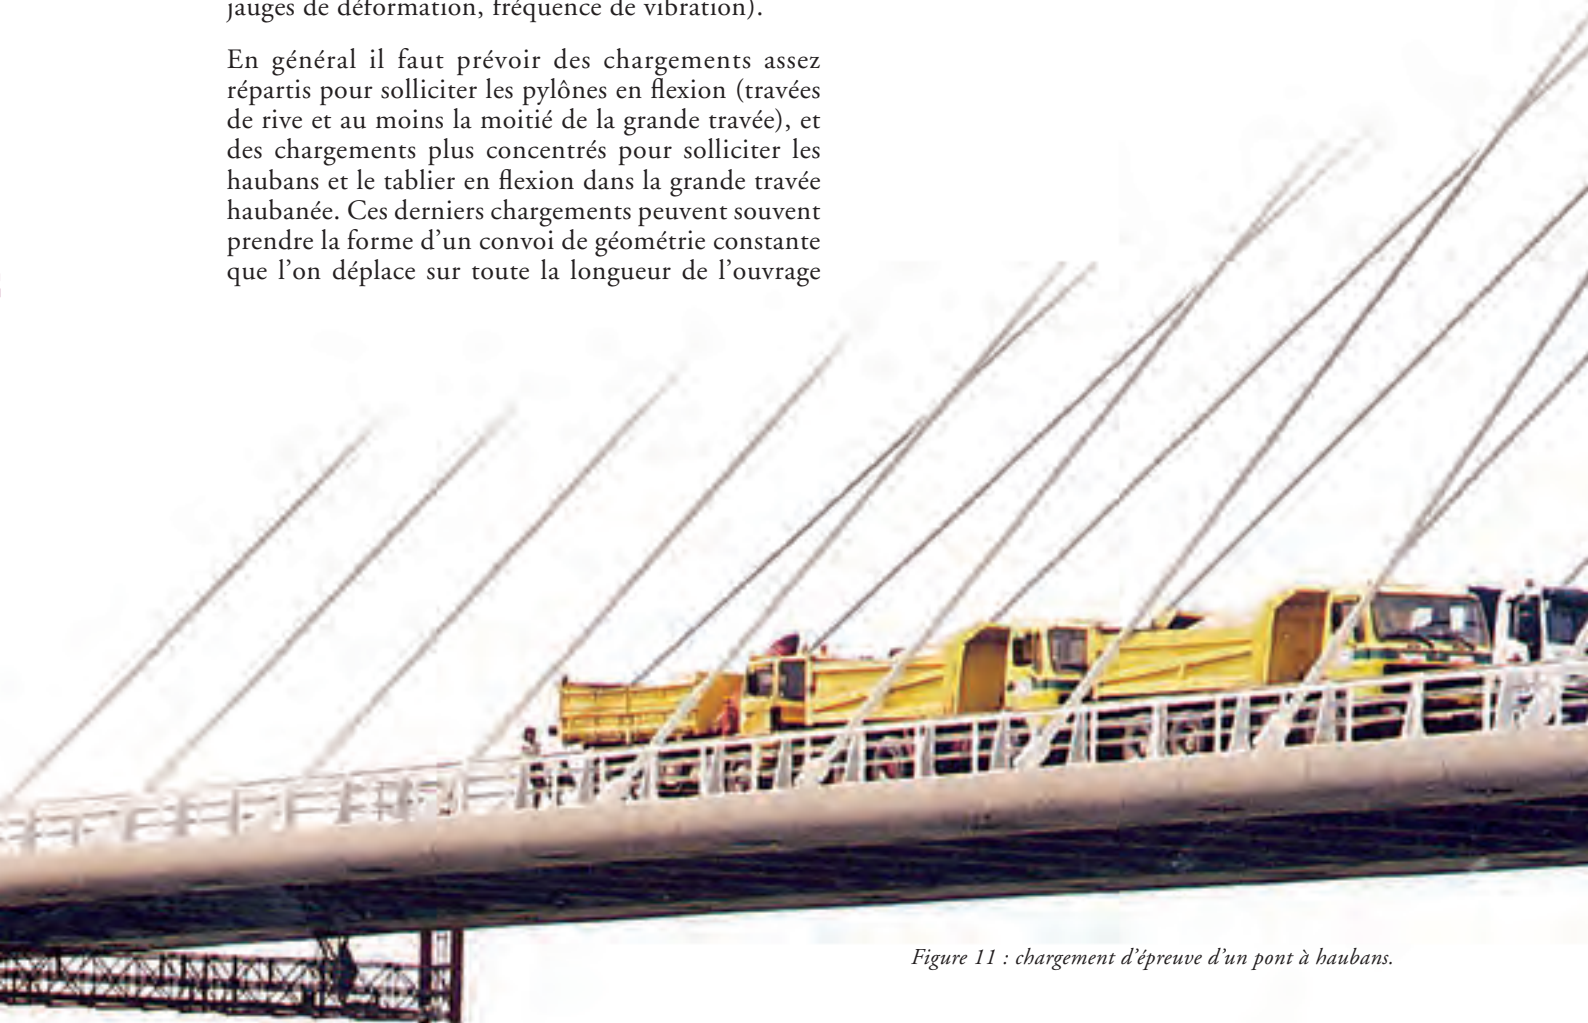 jauges de déformation, fréquence de vibration).
En général il faut prévoir des chargements assez
répartis pour solliciter les pylônes en flexion (travées
de rive et au moins la moitié de la grande travée), et
des chargements plus concentrés pour solliciter les
haubans et le tablier en flexion dans la grande travée
haubanée. Ces derniers chargements peuvent souvent
prendre la forme d’un convoi de géométrie constante
que l’on déplace sur toute la longueur de l’ouvrage
Figure 11 : chargement d’épreuve d’un pont à haubans.